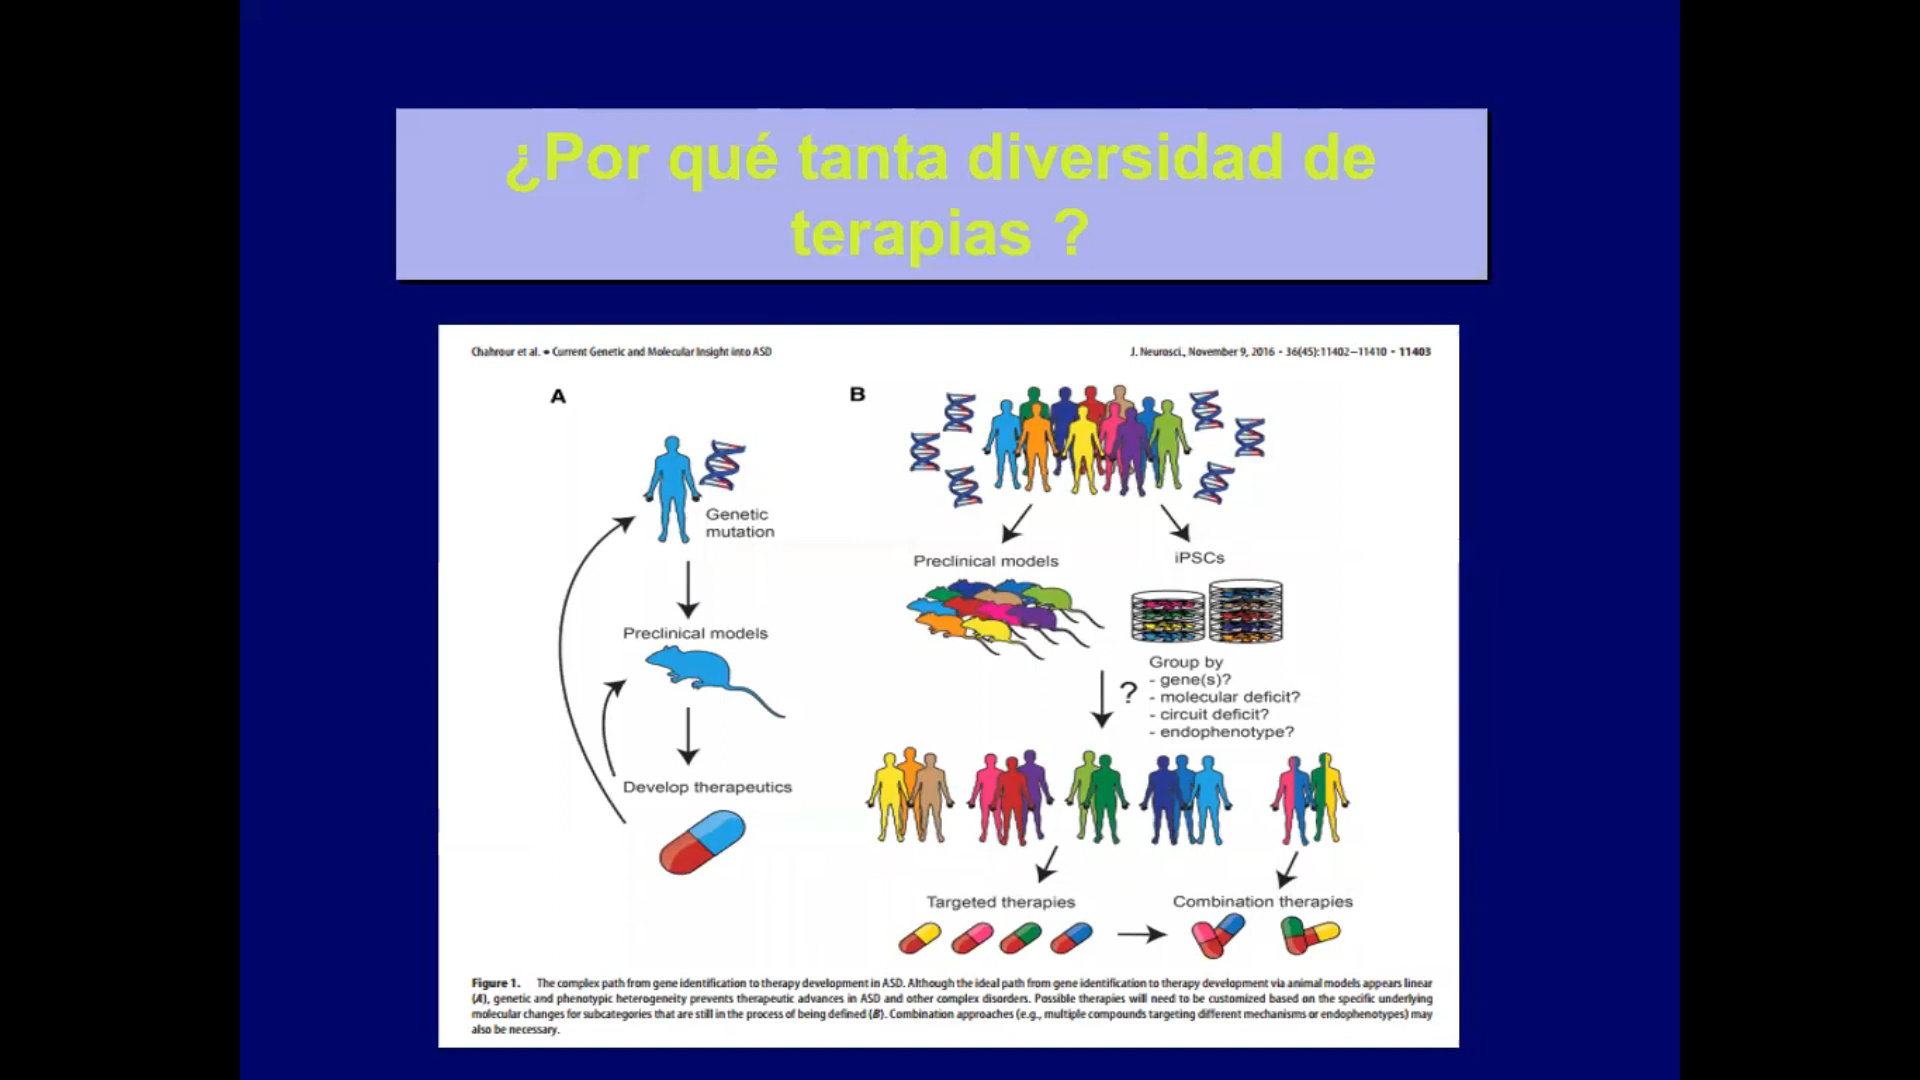 ¿Por qué tanta diversidad de
terapias ?
Chahrour et al. • Current Genetic and Molecular Insight into ASD
J. Neurosci., November 9, 2016 • 36(45):11402–11410 • 11403
A
Genetic
mutation
Preclinical models
Develop therapeutics
B
Preclinical models
iPSCs
?
Group by
- gene(s)?
- molecular deficit?
- circuit deficit?
- endophenotype?
Targeted therapies
Combination therapies
Figure 1. The complex path from gene identification to therapy development in ASD. Although the ideal path from gene identification to therapy development via animal models appears linear
(A), genetic and phenotypic heterogeneity prevents therapeutic advances in ASD and other complex disorders. Possible therapies will need to be customized based on the specific underlying
molecular changes for subcategories that are still in the process of being defined (B). Combination approaches (e.g., multiple compounds targeting different mechanisms or endophenotypes) may
also be necessary.